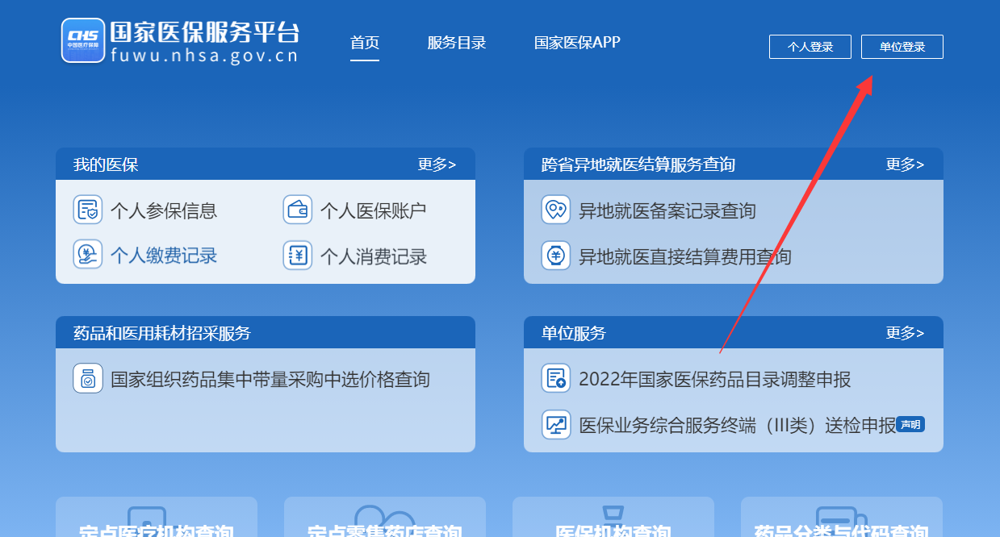 CHS
中国医疗保障
国家医保服务平台
fuwu.nhsa.gov.cn
首页
服务目录
国家医保APP
个人登录
单位登录
我的医保
更多>
个人参保信息
个人医保账户
个人缴费记录
个人消费记录
跨省异地就医结算服务查询
更多>
异地就医备案记录查询
异地就医直接结算费用查询
药品和医用耗材招采服务
国家组织药品集中带量采购中选价格查询
单位服务
更多>
2022年国家医保药品目录调整申报
医保业务综合服务终端（III类）送检申报 声明
定点医疗机构查询
定点零售药店查询
医保机构查询
药品分类与代码查询